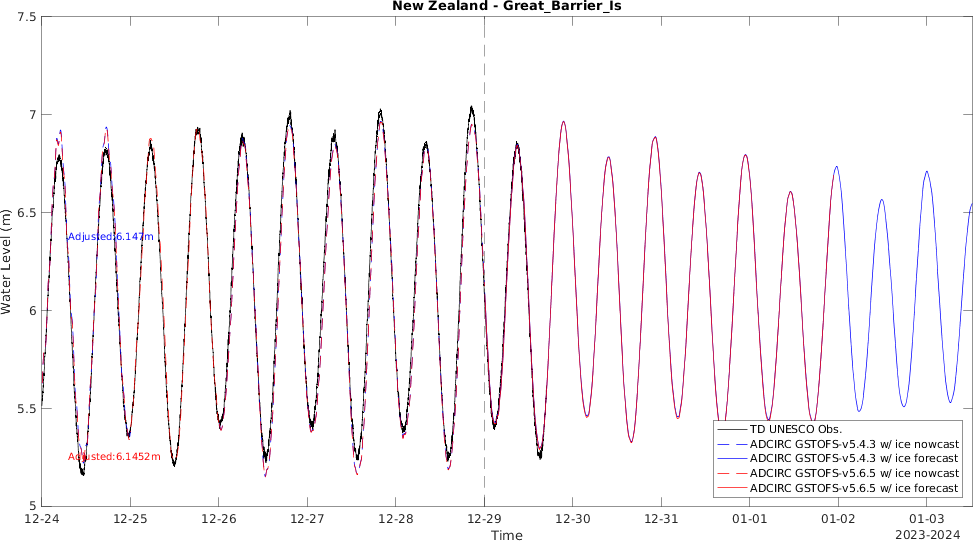 New Zealand - Great_Barrier_Is
7.5
7
6.5
6
5.5
5
Water Level (m)
Adjusted:6.147m
Adjusted:6.1452m
TD UNESCO Obs.
ADCIRC GSTOFS-v5.4.3 w/ ice nowcast
ADCIRC GSTOFS-v5.4.3 w/ ice forecast
ADCIRC GSTOFS-v5.6.5 w/ ice nowcast
ADCIRC GSTOFS-v5.6.5 w/ ice forecast
12-24 12-25 12-26 12-27 12-28 12-29 12-30 12-31 01-01 01-02 01-03
Time
2023-2024